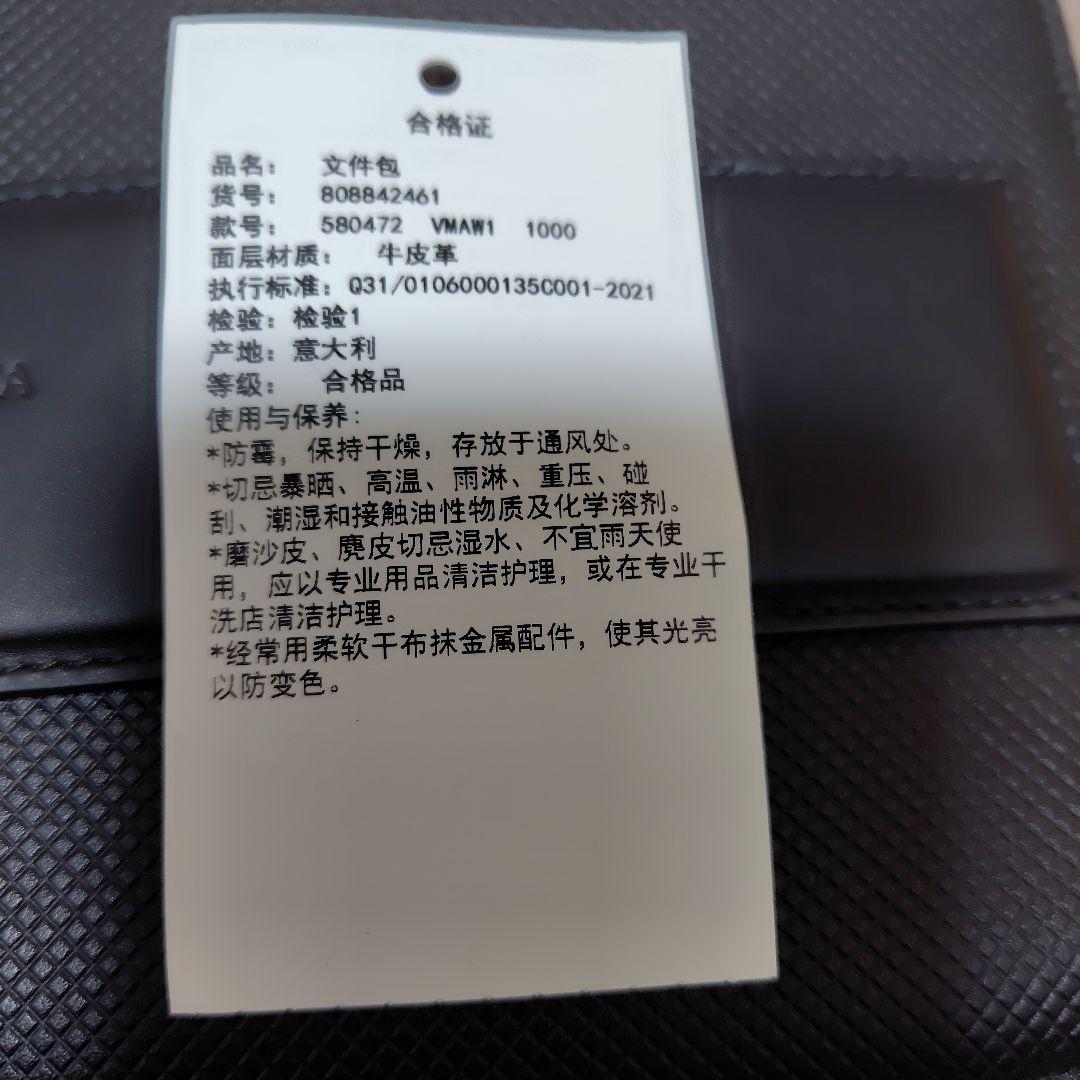 合格证
品名： 文件包
货号： 808842461
款号： 580472 VMAW1 1000
面层材质： 牛皮革
执行标准：Q31/0106000135C001-2021
检验：检验1
产地：意大利
等级： 合格品
使用与保养：
*防霉，保持干燥，存放于通风处。
*切忌暴晒、高温、雨淋、重压、碰
刮、潮湿和接触油性物质及化学溶剂。
*磨沙皮、麂皮切忌湿水、不宜雨天使
用，应以专业用品清洁护理，或在专业干
洗店清洁护理。
*经常用柔软干布抹金属配件，使其光亮
以防变色。